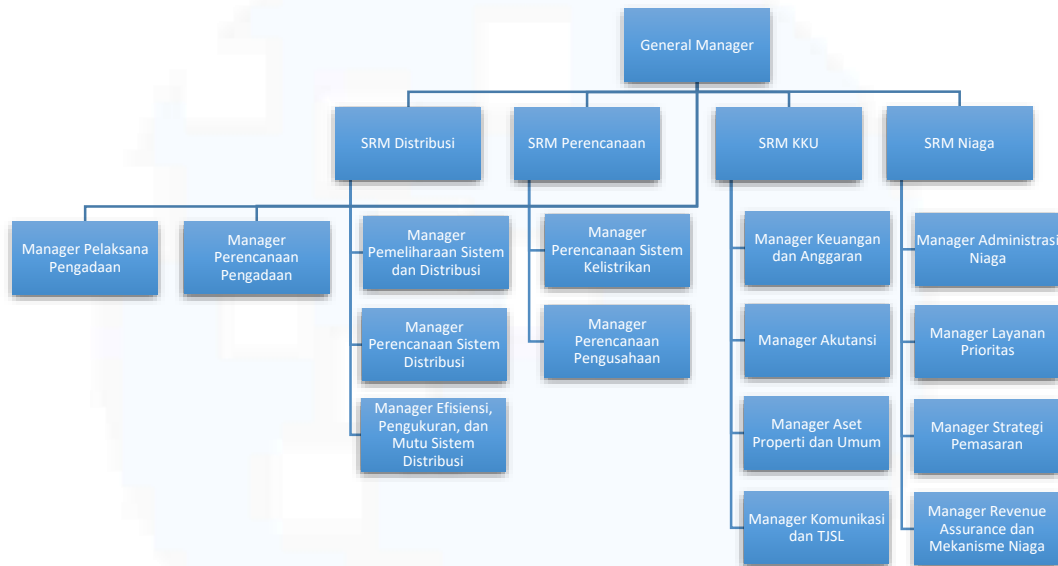 General Manager
SRM Distribusi
SRM Perencanaan
SRM KKU
SRM Niaga
Manager Pelaksana
Pengadaan
Manager
Perencanaan
Pengadaan
Manager
Pemeliharaan Sistem
dan Distribusi
Manager
Perencanaan Sistem
Distribusi
Manager Efisiensi,
Pengukuran, dan
Mutu Sistem
Distribusi
Manager
Perencanaan Sistem
Kelistrikan
Manager
Perencanaan
Pengusahaan
Manager Keuangan
dan Anggaran
Manager Akutansi
Manager Aset
Properti dan Umum
Manager Komunikasi
dan TJSL
Manager Administrasi
Niaga
Manager Layanan
Prioritas
Manager Strategi
Pemasaran
Manager Revenue
Assurance dan
Mekanisme Niaga